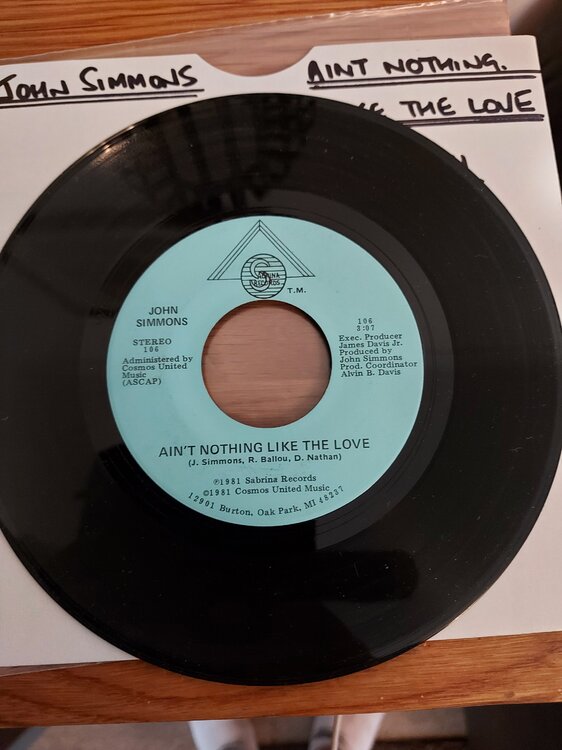 JOHN SIMMONS
AINT NOTHING.
THE LOVE
SABRINA
RECORDS
T.M.
JOHN
SIMMONS
STEREO
106
Administered by
Cosmos United
Music
(ASCAP)
106
3:07
Exec. Producer
James Davis Jr.
Produced by
John Simmons
Prod. Coordinator
Alvin B. Davis
AIN'T NOTHING LIKE THE LOVE
(J. Simmons, R. Ballou, D. Nathan)
℗1981 Sabrina Records
©1981 Cosmos United Music
12901 Burton, Oak Park, MI 48237